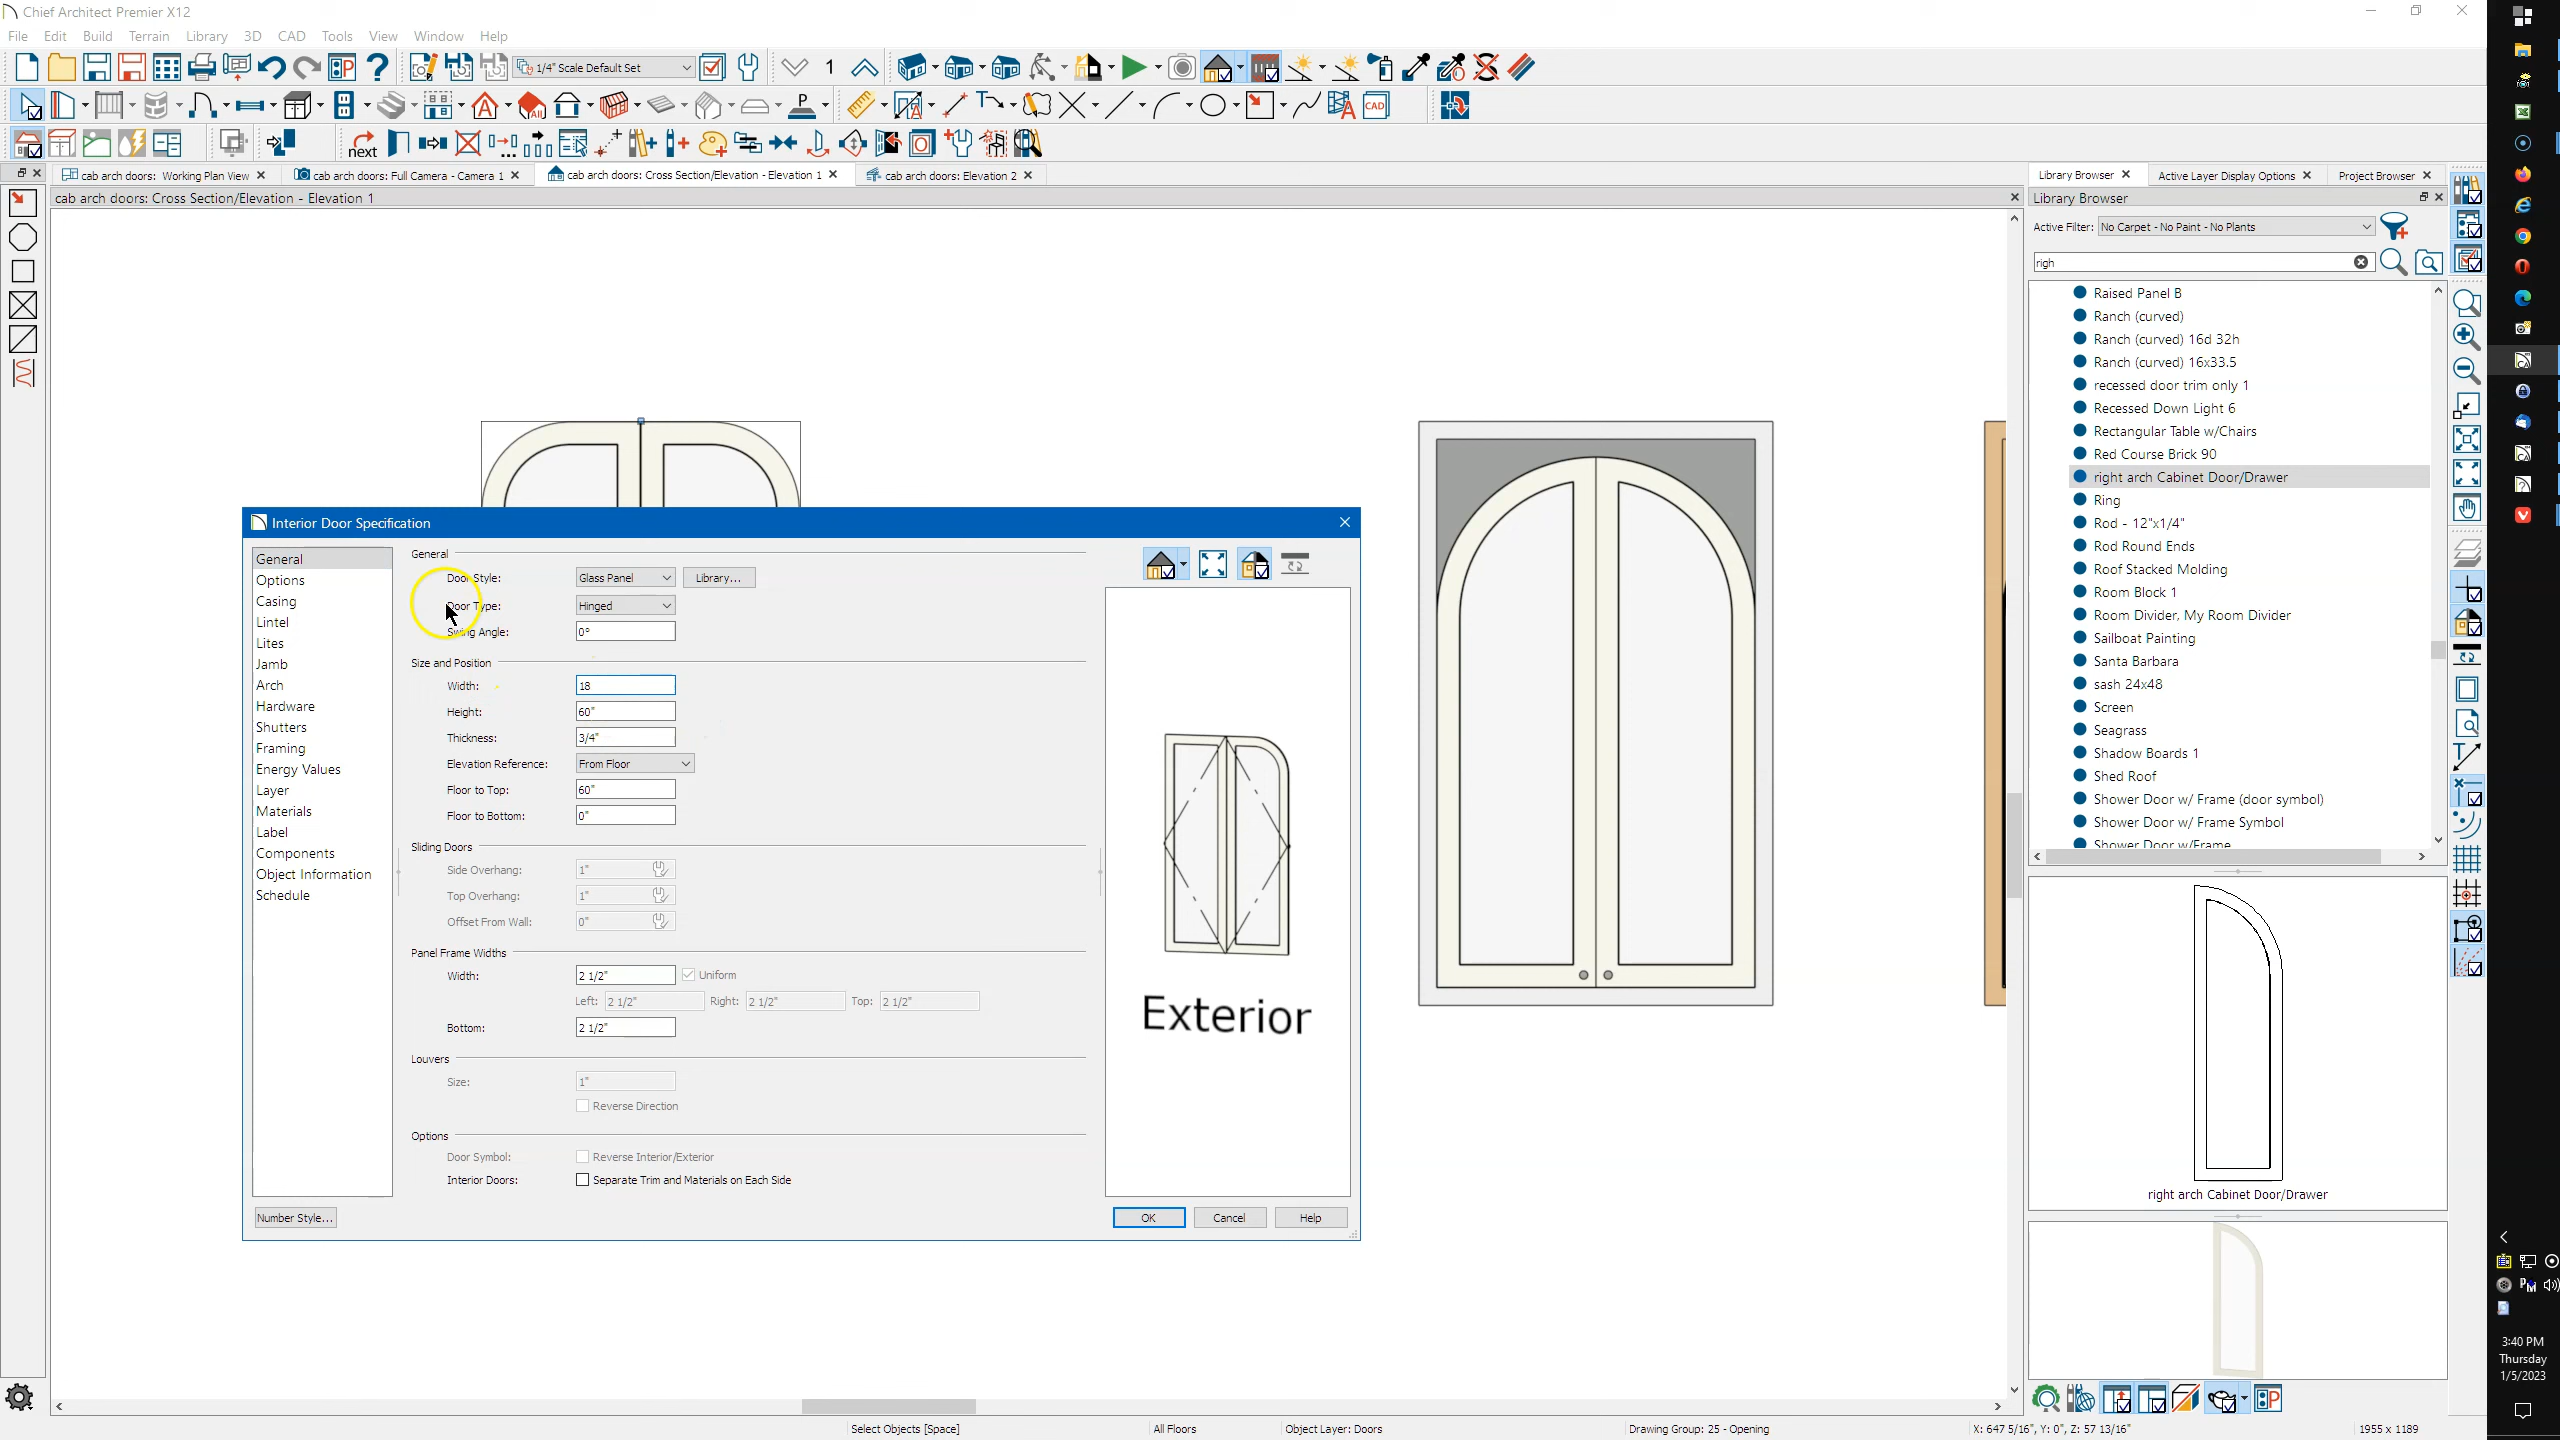 Chief Architect Premier X12
File Edit Build Terrain Library 3D CAD Tools View Window Help
1/4" Scale Default Set
1
next
cab arch doors: Working Plan View
cab arch doors: Full Camera - Camera 1
cab arch doors: Cross Section/Elevation - Elevation 1
cab arch doors: Elevation 2
cab arch doors: Cross Section/Elevation - Elevation 1
Interior Door Specification
General
Options
Casing
Lintel
Lites
Jamb
Arch
Hardware
Shutters
Framing
Energy Values
Layer
Materials
Label
Components
Object Information
Schedule
Number Style...
General
Door Style: Glass Panel Library...
Door Type: Hinged
Swing Angle: 0°
Size and Position
Width: 18
Height: 60"
Thickness: 3/4"
Elevation Reference: From Floor
Floor to Top: 60"
Floor to Bottom: 0"
Sliding Doors
Side Overhang: 1"
Top Overhang: 1"
Offset From Wall: 0"
Panel Frame Widths
Width: 2 1/2" Uniform
Left: 2 1/2" Right: 2 1/2" Top: 2 1/2"
Bottom: 2 1/2"
Louvers
Size: 1"
Reverse Direction
Options
Door Symbol: Reverse Interior/Exterior
Interior Doors: Separate Trim and Materials on Each Side
Exterior
OK Cancel Help
Library Browser Active Layer Display Options Project Browser
Library Browser
Active Filter: No Carpet - No Paint - No Plants
righ
Raised Panel B
Ranch (curved)
Ranch (curved) 16d 32h
Ranch (curved) 16x33.5
recessed door trim only 1
Recessed Down Light 6
Rectangular Table w/Chairs
Red Course Brick 90
right arch Cabinet Door/Drawer
Ring
Rod - 12"x1/4"
Rod Round Ends
Roof Stacked Molding
Room Block 1
Room Divider, My Room Divider
Sailboat Painting
Santa Barbara
sash 24x48
Screen
Seagrass
Shadow Boards 1
Shed Roof
Shower Door w/ Frame (door symbol)
Shower Door w/ Frame Symbol
Shower Door w/Frame
right arch Cabinet Door/Drawer
3:40 PM
Thursday
1/5/2023
Select Objects [Space] All Floors Object Layer: Doors Drawing Group: 25 - Opening X: 647 5/16", Y: 0", Z: 57 13/16" 1955 x 1189